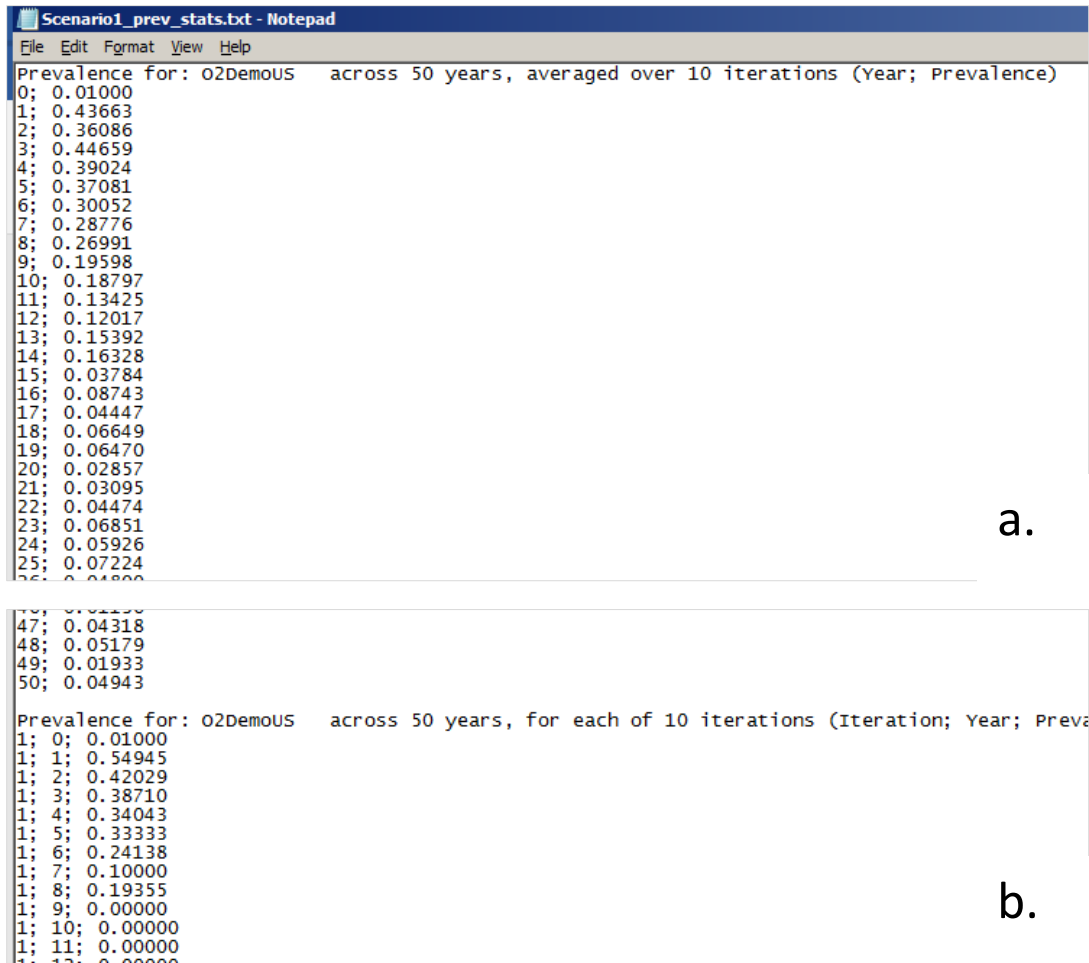 Scenario1_prev_stats.txt - Notepad
File Edit Format View Help
Prevalence for: O2DemoUS across 50 years, averaged over 10 iterations (Year; Prevalence)
0; 0.01000
1; 0.43663
2; 0.36086
3; 0.44659
4; 0.39024
5; 0.37081
6; 0.30052
7; 0.28776
8; 0.26991
9; 0.19598
10; 0.18797
11; 0.13425
12; 0.12017
13; 0.15392
14; 0.16328
15; 0.03784
16; 0.08743
17; 0.04447
18; 0.06649
19; 0.06470
20; 0.02857
21; 0.03095
22; 0.04474
23; 0.06851
24; 0.05926
25; 0.07224
a.
47; 0.04318
48; 0.05179
49; 0.01933
50; 0.04943
Prevalence for: O2DemoUS across 50 years, for each of 10 iterations (Iteration; Year; Preva
1; 0; 0.01000
1; 1; 0.54945
1; 2; 0.42029
1; 3; 0.38710
1; 4; 0.34043
1; 5; 0.33333
1; 6; 0.24138
1; 7; 0.10000
1; 8; 0.19355
1; 9; 0.00000
1; 10; 0.00000
1; 11; 0.00000
b.